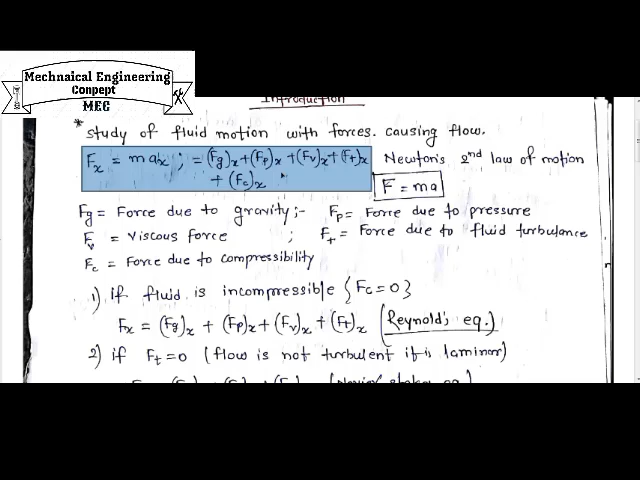 Mechnaical Engineering
Conpept
MEC
Introduction
* study of fluid motion with forces causing flow.
Fx = max ; = (Fg)x + (Fp)x + (Fv)x + (Ft)x
+ (Fc)x
Newton's 2nd law of motion
F = ma
Fg = Force due to gravity ;- Fp = Force due to pressure
Fv = Viscous force ; Ft = Force due to fluid turbulance
Fc = Force due to compressibility
1) if fluid is incompressible {Fc = 0}
Fx = (Fg)x + (Fp)x + (Fv)x + (Ft)x (Reynold's eq.)
2) if Ft = 0 (flow is not turbulent it is laminar)